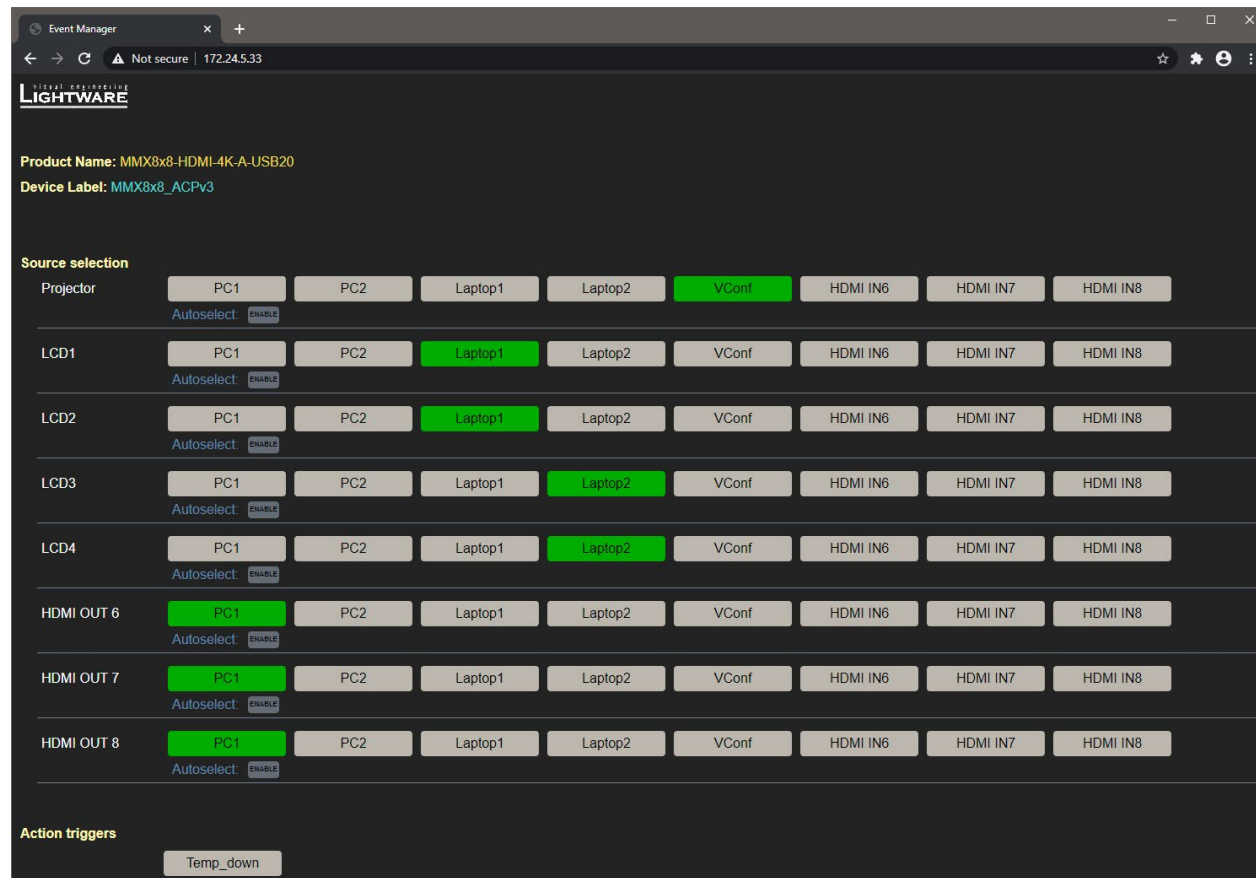 Event Manager
Not secure 172.24.5.33
visual engineering
LIGHTWARE
Product Name: MMX8x8-HDMI-4K-A-USB20
Device Label: MMX8x8_ACPv3
Source selection
Projector PC1 PC2 Laptop1 Laptop2 VConf HDMI IN6 HDMI IN7 HDMI IN8
Autoselect: ENABLE
LCD1 PC1 PC2 Laptop1 Laptop2 VConf HDMI IN6 HDMI IN7 HDMI IN8
Autoselect: ENABLE
LCD2 PC1 PC2 Laptop1 Laptop2 VConf HDMI IN6 HDMI IN7 HDMI IN8
Autoselect: ENABLE
LCD3 PC1 PC2 Laptop1 Laptop2 VConf HDMI IN6 HDMI IN7 HDMI IN8
Autoselect: ENABLE
LCD4 PC1 PC2 Laptop1 Laptop2 VConf HDMI IN6 HDMI IN7 HDMI IN8
Autoselect: ENABLE
HDMI OUT 6 PC1 PC2 Laptop1 Laptop2 VConf HDMI IN6 HDMI IN7 HDMI IN8
Autoselect: ENABLE
HDMI OUT 7 PC1 PC2 Laptop1 Laptop2 VConf HDMI IN6 HDMI IN7 HDMI IN8
Autoselect: ENABLE
HDMI OUT 8 PC1 PC2 Laptop1 Laptop2 VConf HDMI IN6 HDMI IN7 HDMI IN8
Autoselect: ENABLE
Action triggers
Temp_down